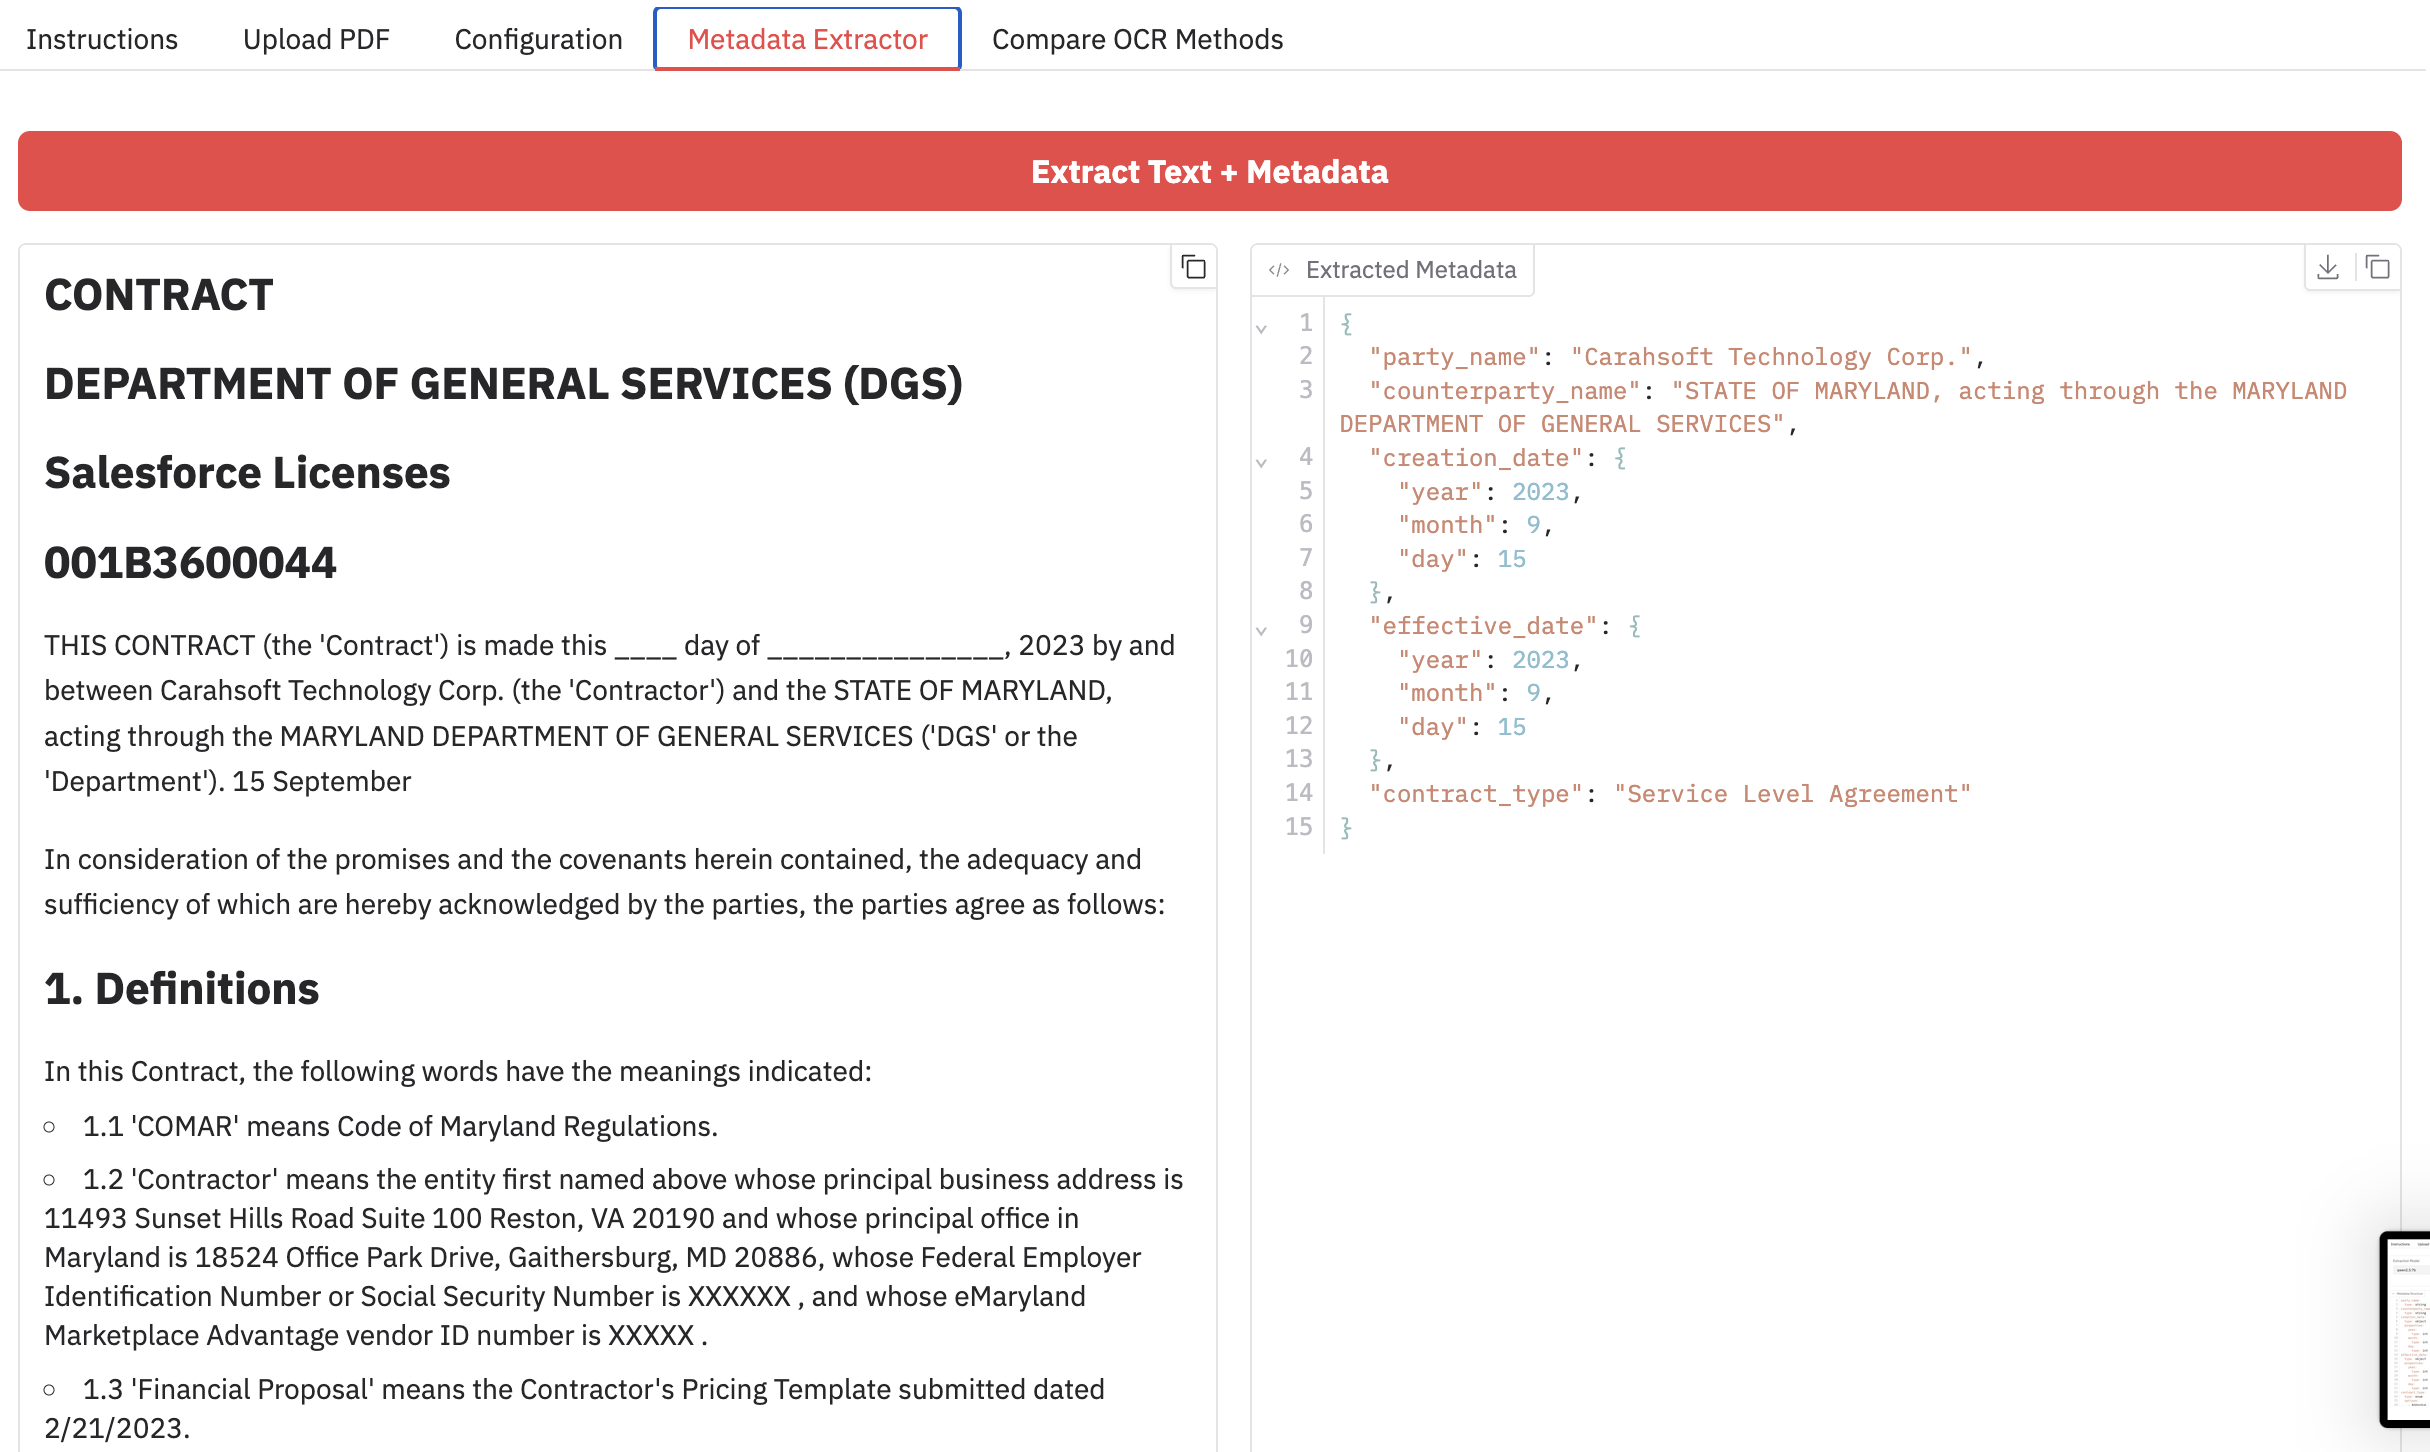 Instructions Upload PDF Configuration Metadata Extractor Compare OCR Methods
Extract Text + Metadata
CONTRACT
DEPARTMENT OF GENERAL SERVICES (DGS)
Salesforce Licenses
001B3600044
THIS CONTRACT (the 'Contract') is made this ____ day of _______________, 2023 by and
between Carahsoft Technology Corp. (the 'Contractor') and the STATE OF MARYLAND,
acting through the MARYLAND DEPARTMENT OF GENERAL SERVICES ('DGS' or the
'Department'). 15 September
In consideration of the promises and the covenants herein contained, the adequacy and
sufficiency of which are hereby acknowledged by the parties, the parties agree as follows:
1. Definitions
In this Contract, the following words have the meanings indicated:
1.1 'COMAR' means Code of Maryland Regulations.
1.2 'Contractor' means the entity first named above whose principal business address is
11493 Sunset Hills Road Suite 100 Reston, VA 20190 and whose principal office in
Maryland is 18524 Office Park Drive, Gaithersburg, MD 20886, whose Federal Employer
Identification Number or Social Security Number is XXXXXX , and whose eMaryland
Marketplace Advantage vendor ID number is XXXXX .
1.3 'Financial Proposal' means the Contractor's Pricing Template submitted dated
2/21/2023.
</> Extracted Metadata
1 {
2 "party_name": "Carahsoft Technology Corp.",
3 "counterparty_name": "STATE OF MARYLAND, acting through the MARYLAND
DEPARTMENT OF GENERAL SERVICES",
4 "creation_date": {
5 "year": 2023,
6 "month": 9,
7 "day": 15
8 },
9 "effective_date": {
10 "year": 2023,
11 "month": 9,
12 "day": 15
13 },
14 "contract_type": "Service Level Agreement"
15 }